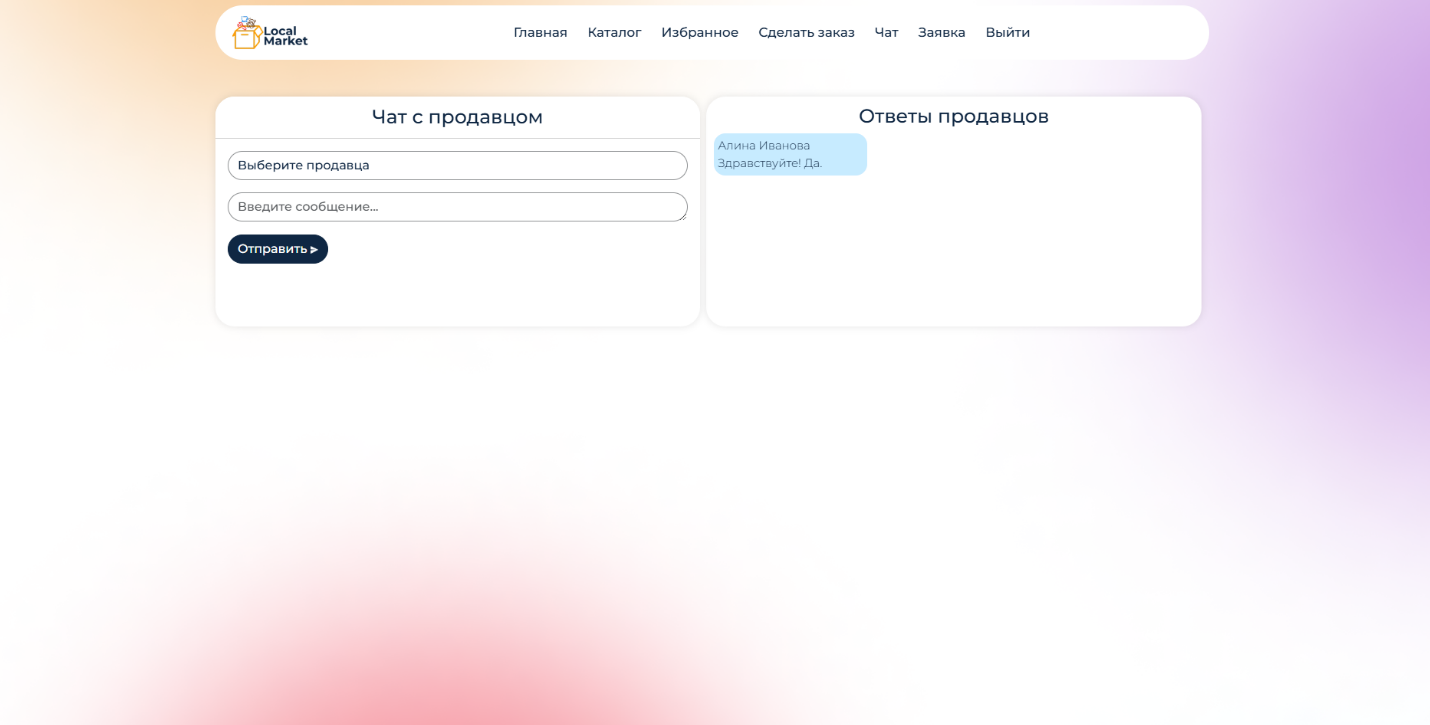 Local
Market
Главная
Каталог
Избранное
Сделать заказ
Чат
Заявка
Выйти
Чат с продавцом
Выберите продавца
Введите сообщение...
Отправить
Ответы продавцов
Алина Иванова
Здравствуйте! Да.